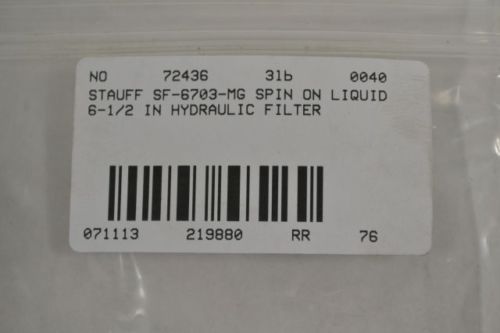 NO 72436 31b 0040
STAUFF SF-6703-MG SPIN ON LIQUID
6-1/2 IN HYDRAULIC FILTER
071113 219880 RR 76